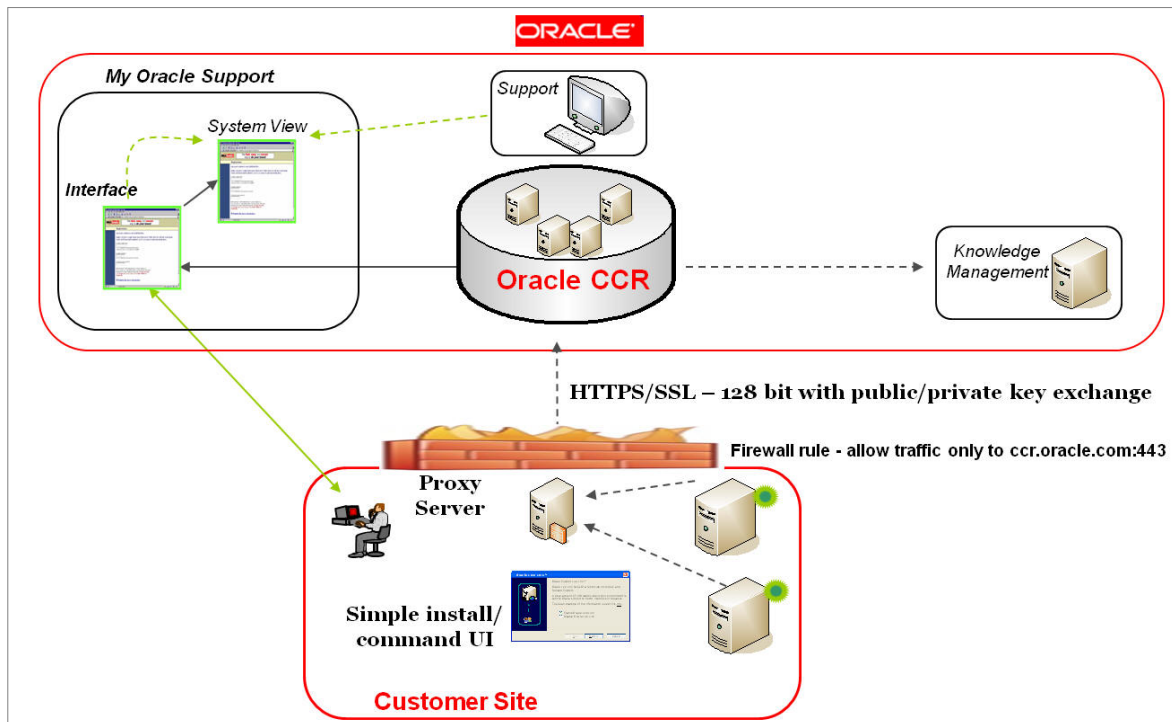 ORACLE
My Oracle Support
Support
System View
Interface
Oracle CCR
Knowledge
Management
HTTPS/SSL – 128 bit with public/private key exchange
Firewall rule - allow traffic only to ccr.oracle.com:443
Proxy
Server
Simple install/
command UI
Customer Site